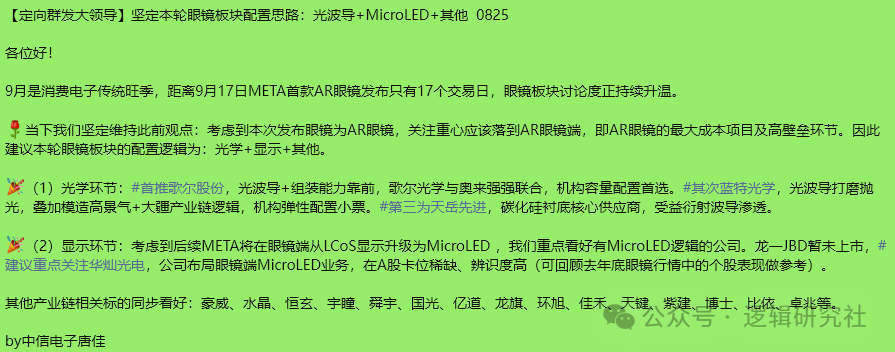 【定向群发大领导】坚定本轮眼镜板块配置思路：光波导+MicroLED+其他 0825
各位好！
9月是消费电子传统旺季，距离9月17日META首款AR眼镜发布只有17个交易日，眼镜板块讨论度正持续升温。
🌹当下我们坚定维持此前观点：考虑到本次发布眼镜为AR眼镜，关注重心应该落到AR眼镜端，即AR眼镜的最大成本项目及高壁垒环节。因此
建议本轮眼镜板块的配置逻辑为：光学+显示+其他。
🎉（1）光学环节：#首推歌尔股份，光波导+组装能力靠前，歌尔光学与奥来强强联合，机构容量配置首选。#其次蓝特光学，光波导打磨抛
光，叠加模造高景气+大疆产业链逻辑，机构弹性配置小票。#第三为天岳先进，碳化硅衬底核心供应商，受益衍射波导渗透。
🎉（2）显示环节：考虑到后续META将在眼镜端从LCoS显示升级为MicroLED ，我们重点看好有MicroLED逻辑的公司。龙一JBD暂未上市，#
建议重点关注华灿光电，公司布局眼镜端MicroLED业务，在A股卡位稀缺、辨识度高（可回顾去年底眼镜行情中的个股表现做参考）。
其他产业链相关标的同步看好：豪威、水晶、恒玄、宇瞳、舜宇、国光、亿道、龙旗、环旭、佳禾、天键、紫建、博士、比依、卓兆等。
公众号 · 逻辑研究社
by中信电子唐佳